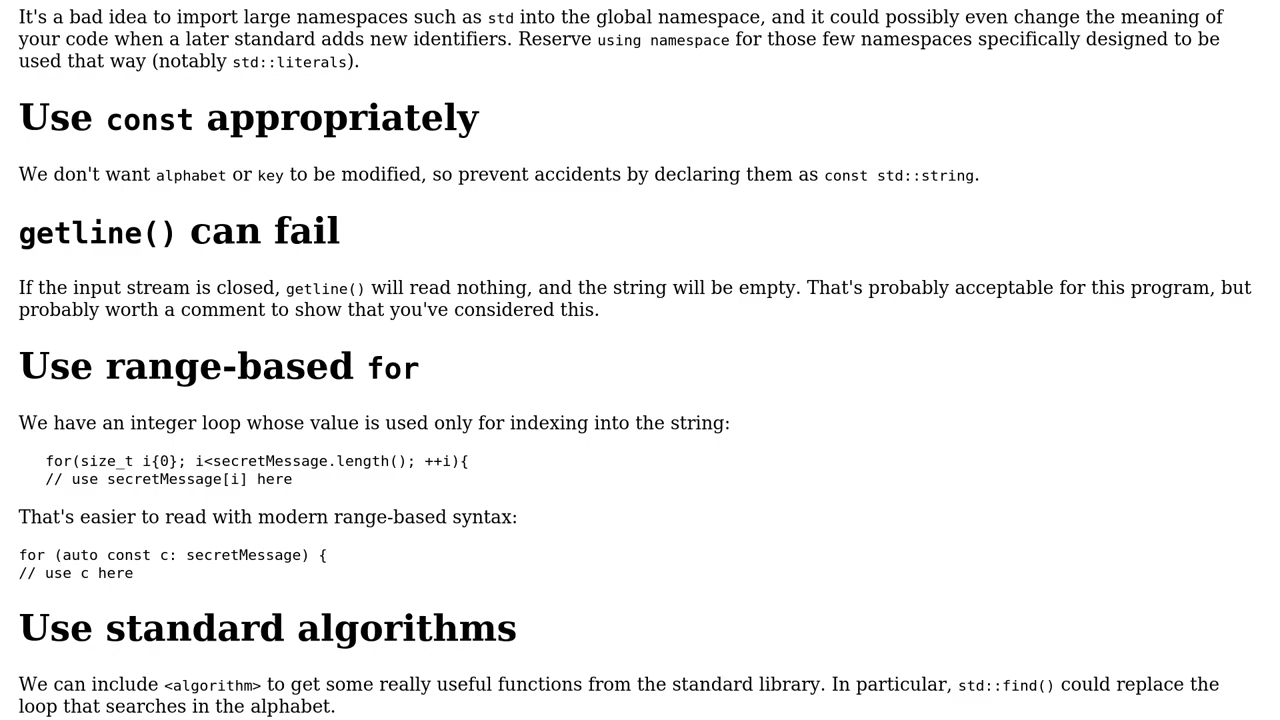 It's a bad idea to import large namespaces such as std into the global namespace, and it could possibly even change the meaning of
your code when a later standard adds new identifiers. Reserve using namespace for those few namespaces specifically designed to be
used that way (notably std::literals).
Use const appropriately
We don't want alphabet or key to be modified, so prevent accidents by declaring them as const std::string.
getline() can fail
If the input stream is closed, getline() will read nothing, and the string will be empty. That's probably acceptable for this program, but
probably worth a comment to show that you've considered this.
Use range-based for
We have an integer loop whose value is used only for indexing into the string:
for(size_t i{0}; i<secretMessage.length(); ++i){
// use secretMessage[i] here
That's easier to read with modern range-based syntax:
for (auto const c: secretMessage) {
// use c here
Use standard algorithms
We can include <algorithm> to get some really useful functions from the standard library. In particular, std::find() could replace the
loop that searches in the alphabet.